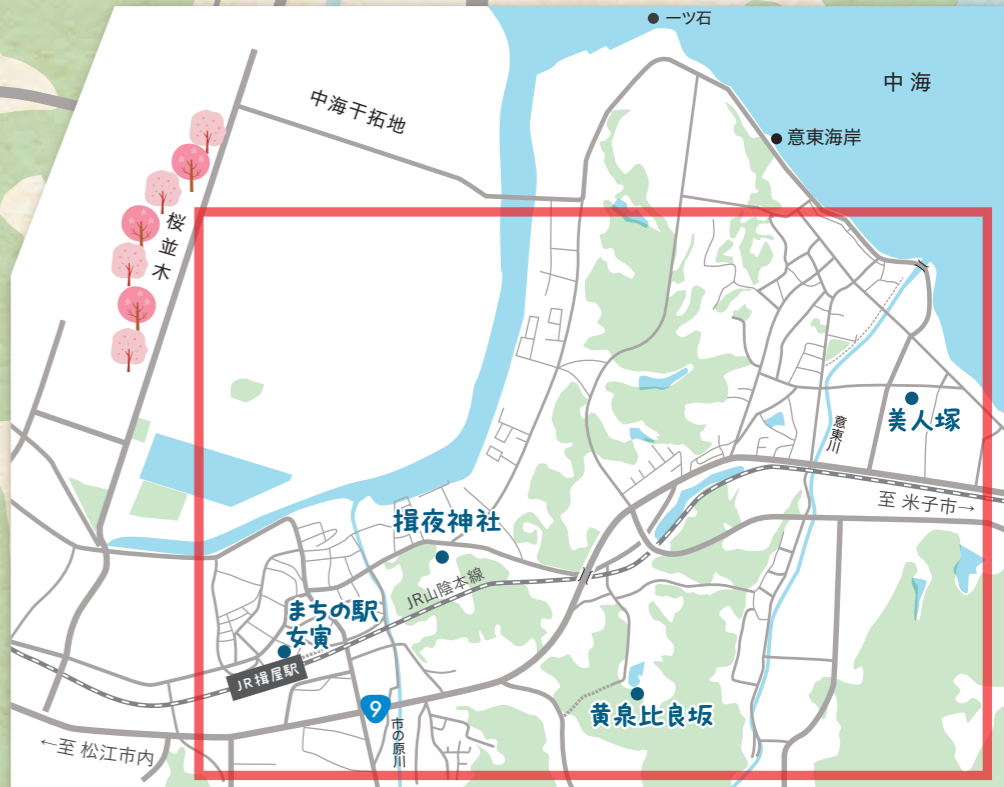 一ツ石
中海
中海干拓地
意東海岸
桜並木
美人塚
意東川
至 米子市→
揖夜神社
JR山陰本線
まちの駅
女寅
JR揖屋駅
9
黄泉比良坂
市の原川
←至 松江市内